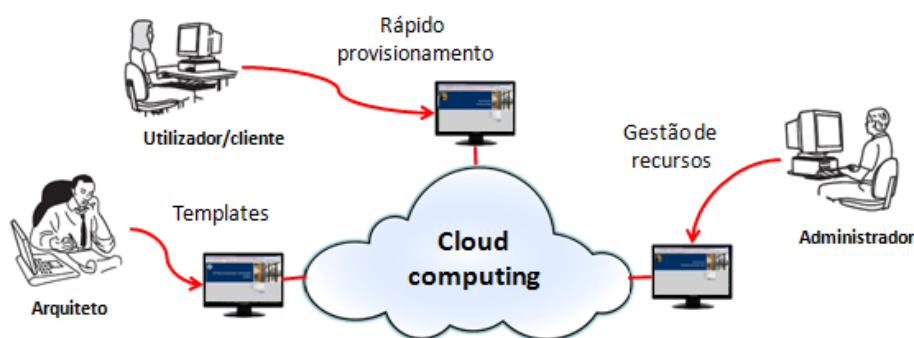 Rápido
provisionamento
Utilizador/cliente
Gestão de
recursos
Templates
Cloud
computing
Administrador
Arquiteto